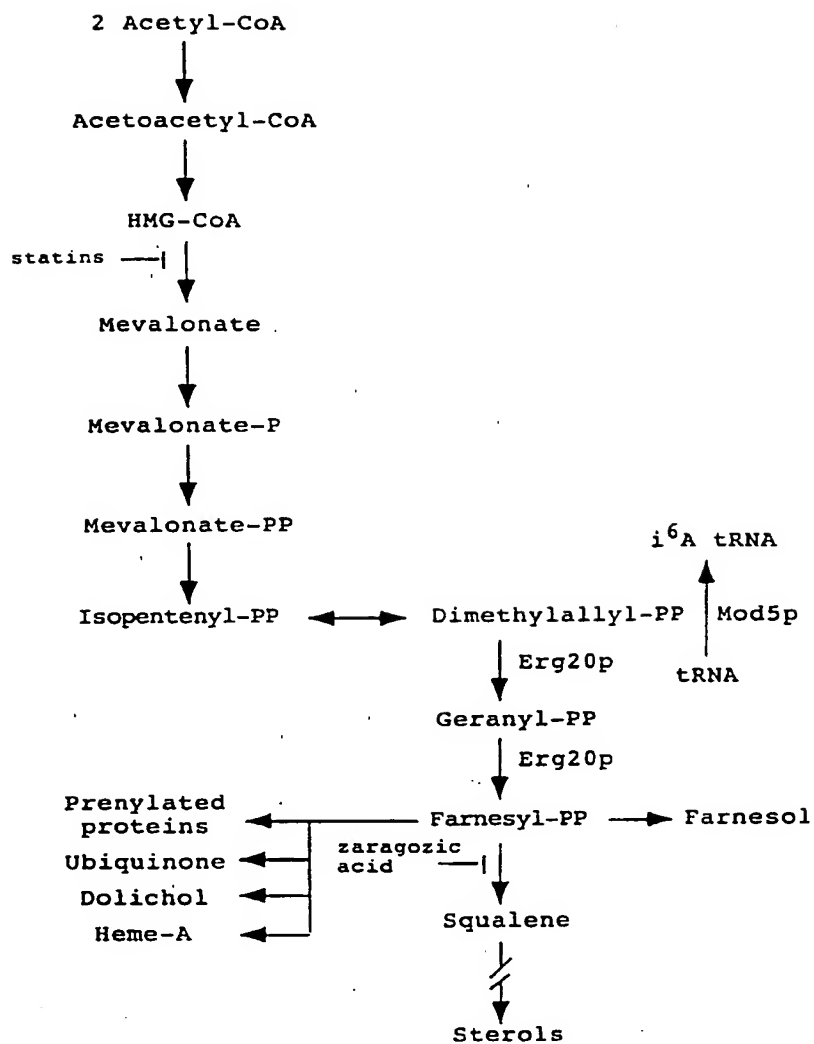 2 Acetyl-CoA
Acetoacetyl-CoA
HMG-CoA
statins
Mevalonate
Mevalonate-P
Mevalonate-PP
i⁶A tRNA
Isopentenyl-PP
Dimethylallyl-PP
Mod5p
tRNA
Erg20p
Geranyl-PP
Erg20p
Prenylated
proteins
Farnesyl-PP
Farnesol
Ubiquinone
zaragozic
acid
Dolichol
Heme-A
Squalene
Sterols